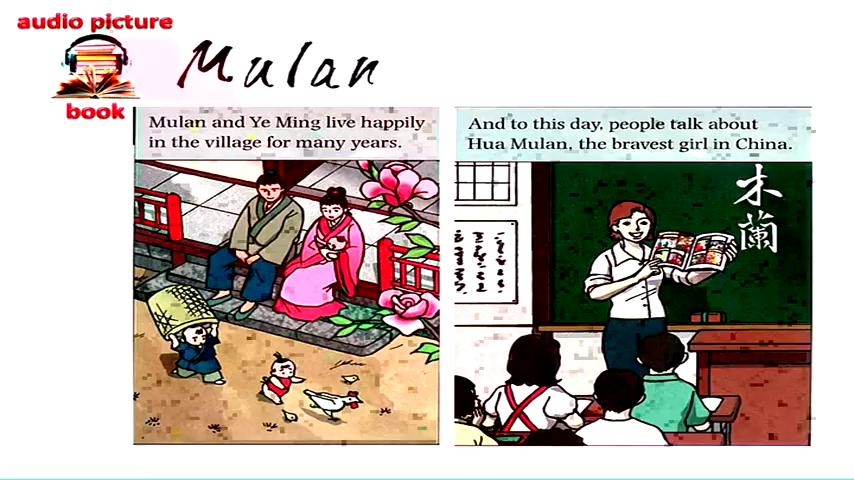 audio picture
book
Mulan
Mulan and Ye Ming live happily
in the village for many years.
And to this day, people talk about
Hua Mulan, the bravest girl in China.
木
蘭